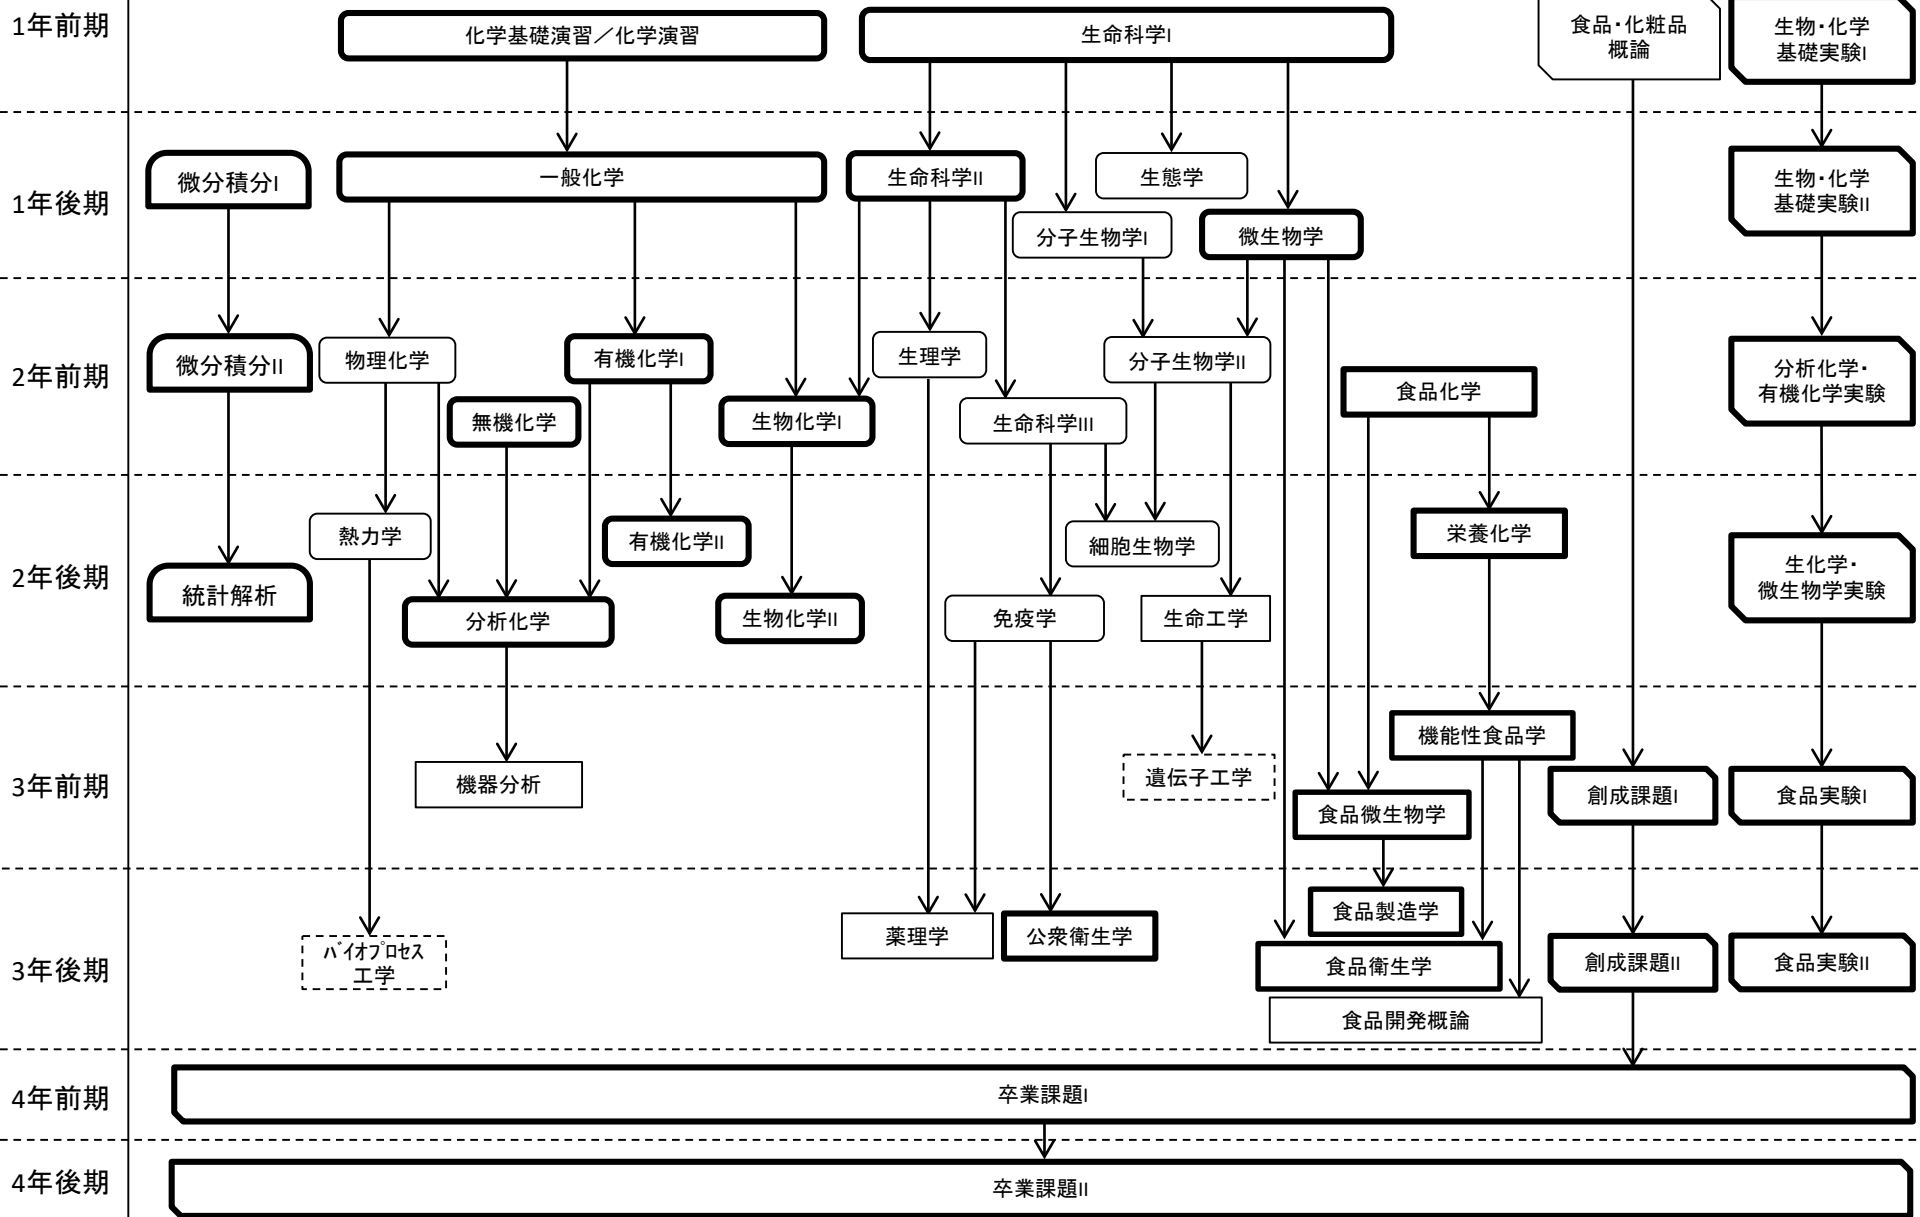 1年前期
化学基礎演習／化学演習
生命科学I
食品・化粧品
概論
生物・化学
基礎実験I
1年後期
微分積分I
一般化学
生命科学II
生態学
分子生物学I
微生物学
生物・化学
基礎実験II
2年前期
微分積分II
物理化学
有機化学I
生理学
分子生物学II
無機化学
生物化学I
生命科学III
食品化学
分析化学・
有機化学実験
2年後期
熱力学
有機化学II
細胞生物学
栄養化学
統計解析
分析化学
生物化学II
免疫学
生命工学
生化学・
微生物学実験
3年前期
機器分析
遺伝子工学
機能性食品学
食品微生物学
創成課題I
食品実験I
3年後期
ﾊﾞｲｵﾌﾟﾛｾｽ
工学
薬理学
公衆衛生学
食品製造学
食品衛生学
食品開発概論
創成課題II
食品実験II
4年前期
卒業課題I
4年後期
卒業課題II